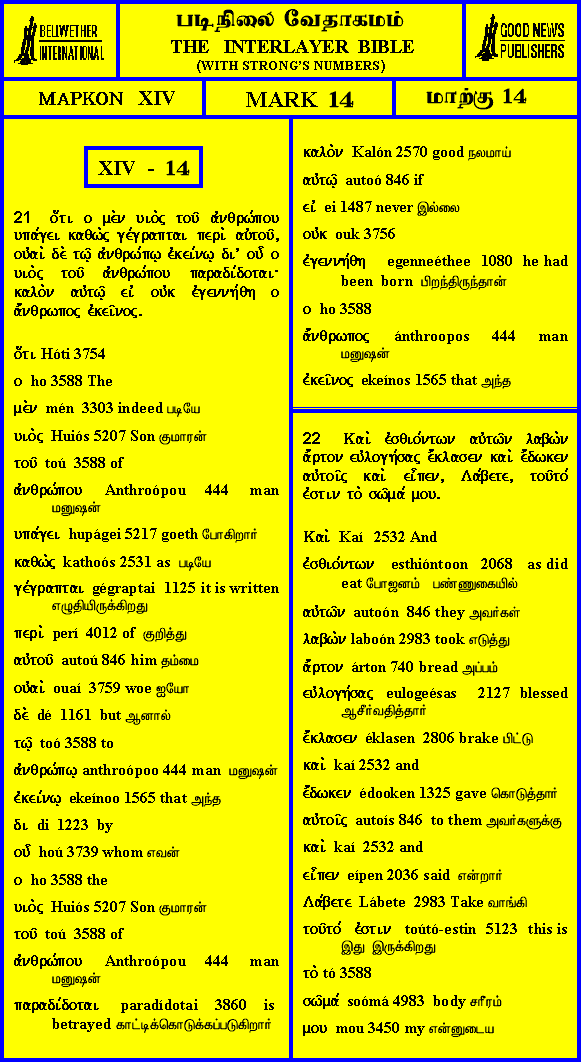 BELLWETHER
INTERNATIONAL
படிநிலை வேதாகமம்
THE INTERLAYER BIBLE
(WITH STRONG'S NUMBERS)
GOOD NEWS
PUBLISHERS
ΜΑΡΚΟΝ XIV
MARK 14
மாற்கு 14
XIV - 14
21 ὅτι ο μὲν υιὸς τοῦ ἀνθρώπου
υπάγει καθὼς γέγραπται περὶ αὐτοῦ,
οὐαὶ δὲ τῷ ἀνθρώπῳ ἐκείνῳ δι' οὗ ο
υιὸς τοῦ ἀνθρώπου παραδίδοται·
καλὸν αὐτῷ εἰ οὐκ ἐγεννήθη ο
ἄνθρωπος ἐκεῖνος.
ὅτι Hóti 3754
ο ho 3588 The
μὲν mén 3303 indeed படியே
υιὸς Huiós 5207 Son குமாரன்
τοῦ toú 3588 of
ἀνθρώπου Anthroópou 444 man
மனுஷன்
υπάγει hupágei 5217 goeth போகிறார்
καθὼς kathoós 2531 as படியே
γέγραπται gégraptai 1125 it is written
எழுதியிருக்கிறது
περὶ perí 4012 of குறித்து
αὐτοῦ autoú 846 him தம்மை
οὐαὶ ouaí 3759 woe ஐயோ
δὲ dé 1161 but ஆனால்
τῷ toó 3588 to
ἀνθρώπῳ anthroópoo 444 man மனுஷன்
ἐκείνῳ ekeínoo 1565 that அந்த
δι di 1223 by
οὗ hoú 3739 whom எவன்
ο ho 3588 the
υιὸς Huiós 5207 Son குமாரன்
τοῦ toú 3588 of
ἀνθρώπου Anthroópou 444 man
மனுஷன்
παραδίδοται paradídotai 3860 is
betrayed காட்டிக்கொடுக்கப்படுகிறார்
καλὸν Kalón 2570 good நலமாய்
αὐτῷ autoó 846 if
εἰ ei 1487 never இல்லை
οὐκ ouk 3756
ἐγεννήθη egenneéthee 1080 he had
been born பிறந்திருந்தான்
ο ho 3588
ἄνθρωπος ánthroopos 444 man
மனுஷன்
ἐκεῖνος ekeínos 1565 that அந்த
22 Καὶ ἐσθιόντων αὐτῶν λαβὼν
ἄρτον εὐλογήσας ἔκλασεν καὶ ἔδωκεν
αὐτοῖς καὶ εἶπεν, Λάβετε, τοῦτό
ἐστιν τὸ σῶμά μου.
Καὶ Kaí 2532 And
ἐσθιόντων esthióntoon 2068 as did
eat போஜனம் பண்ணுகையில்
αὐτῶν autoón 846 they அவர்கள்
λαβὼν laboón 2983 took எடுத்து
ἄρτον árton 740 bread அப்பம்
εὐλογήσας eulogeésas 2127 blessed
ஆசீர்வதித்தார்
ἔκλασεν éklasen 2806 brake பிட்டு
καὶ kaí 2532 and
ἔδωκεν édooken 1325 gave கொடுத்தார்
αὐτοῖς autoís 846 to them அவர்களுக்கு
καὶ kaí 2532 and
εἶπεν eípen 2036 said என்றார்
Λάβετε Lábete 2983 Take வாங்கி
τοῦτό ἐστιν toútó-estin 5123 this is
இது இருக்கிறது
τὸ tó 3588
σῶμά soómá 4983 body சரீரம்
μου mou 3450 my என்னுடைய